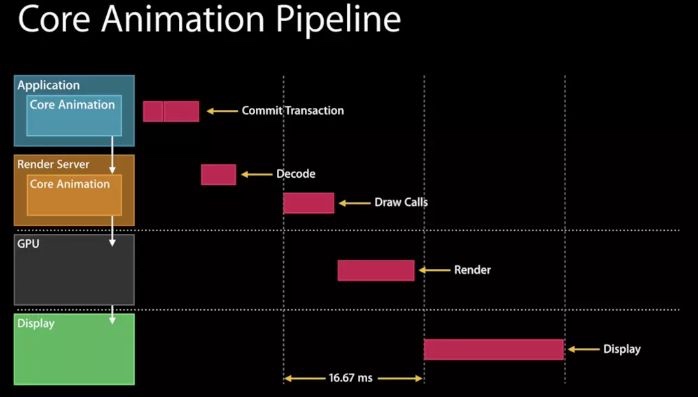 Core Animation Pipeline
Application
Core Animation
Commit Transaction
Render Server
Core Animation
Decode
Draw Calls
GPU
Render
Display
Display
16.67 ms